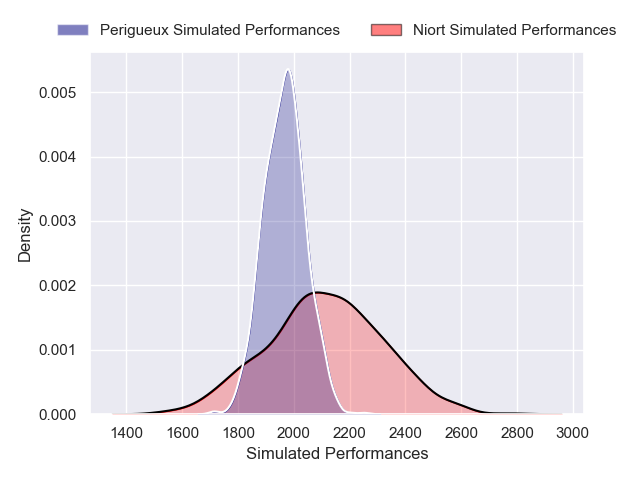 Perigueux Simulated Performances
Niort Simulated Performances
0.005
0.004
0.003
0.002
0.001
0.000
Density
1400 1600 1800 2000 2200 2400 2600 2800 3000
Simulated Performances